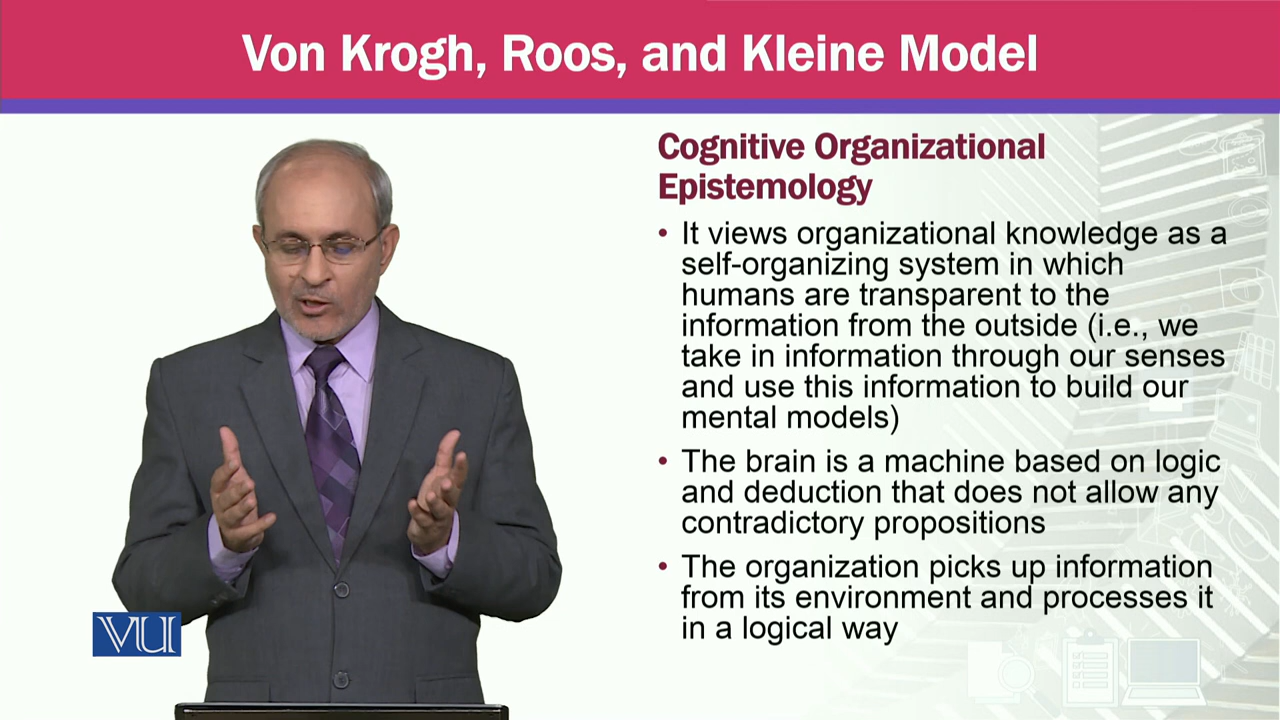 Von Krogh, Roos, and Kleine Model
Cognitive Organizational
Epistemology
• It views organizational knowledge as a
self-organizing system in which
humans are transparent to the
information from the outside (i.e., we
take in information through our senses
and use this information to build our
mental models)
• The brain is a machine based on logic
and deduction that does not allow any
contradictory propositions
• The organization picks up information
from its environment and processes it
in a logical way
VU